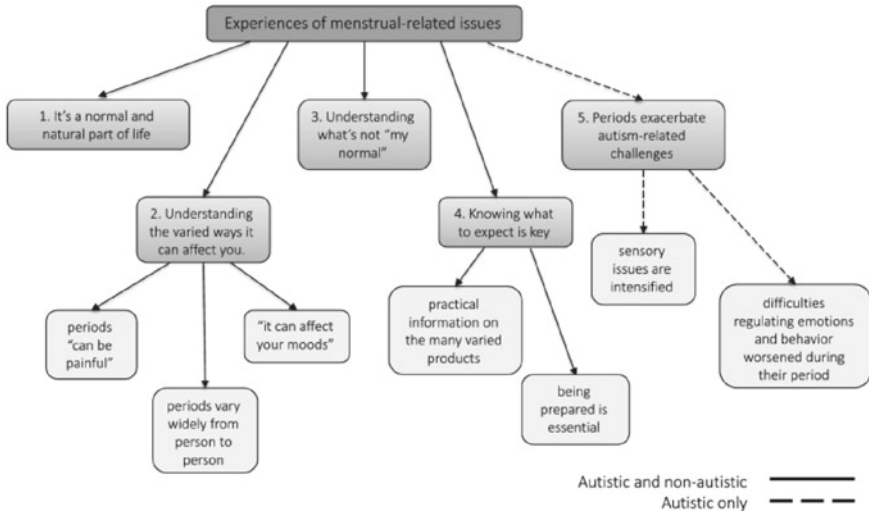 Experiences of menstrual-related issues
1. It's a normal and
natural part of life
3. Understanding
what's not "my
normal"
5. Periods exacerbate
autism-related
challenges
2. Understanding
the varied ways it
can affect you.
4. Knowing what
to expect is key
sensory
issues are
intensified
periods
"can be
painful"
"it can affect
your moods"
practical
information on
the many varied
products
difficulties
regulating emotions
and behavior
worsened during
their period
periods vary
widely from
person to
person
being
prepared is
essential
Autistic and non-autistic
Autistic only